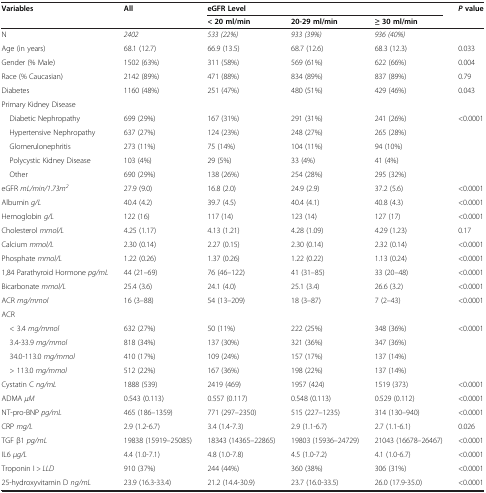 Variables All eGFR Level P value
< 20 ml/min 20-29 ml/min ≥ 30 ml/min
N 2402 533 (22%) 933 (39%) 936 (40%)
Age (in years) 68.1 (12.7) 66.9 (13.5) 68.7 (12.6) 68.3 (12.3) 0.033
Gender (% Male) 1502 (63%) 311 (58%) 569 (61%) 622 (66%) 0.004
Race (% Caucasian) 2142 (89%) 471 (88%) 834 (89%) 837 (89%) 0.79
Diabetes 1160 (48%) 251 (47%) 480 (51%) 429 (46%) 0.043
Primary Kidney Disease
Diabetic Nephropathy 699 (29%) 167 (31%) 291 (31%) 241 (26%) <0.0001
Hypertensive Nephropathy 637 (27%) 124 (23%) 248 (27%) 265 (28%)
Glomerulonephritis 273 (11%) 75 (14%) 104 (11%) 94 (10%)
Polycystic Kidney Disease 103 (4%) 29 (5%) 33 (4%) 41 (4%)
Other 690 (29%) 138 (26%) 254 (28%) 295 (32%)
eGFR mL/min/1.73m² 27.9 (9.0) 16.8 (2.0) 24.9 (2.9) 37.2 (5.6) <0.0001
Albumin g/L 40.4 (4.2) 39.7 (4.5) 40.4 (4.1) 40.8 (4.3) <0.0001
Hemoglobin g/L 122 (16) 117 (14) 123 (14) 127 (17) <0.0001
Cholesterol mmol/L 4.25 (1.17) 4.13 (1.21) 4.28 (1.09) 4.29 (1.23) 0.17
Calcium mmol/L 2.30 (0.14) 2.27 (0.15) 2.30 (0.14) 2.32 (0.14) <0.0001
Phosphate mmol/L 1.22 (0.26) 1.37 (0.26) 1.22 (0.22) 1.13 (0.24) <0.0001
1,84 Parathyroid Hormone pg/mL 44 (21–69) 76 (46–122) 41 (31–85) 33 (20–48) <0.0001
Bicarbonate mmol/L 25.4 (3.6) 24.1 (4.0) 25.1 (3.4) 26.6 (3.2) <0.0001
ACR mg/mmol 16 (3–88) 54 (13–209) 18 (3–87) 7 (2–43) <0.0001
ACR
< 3.4 mg/mmol 632 (27%) 50 (11%) 222 (25%) 348 (36%) <0.0001
3.4-33.9 mg/mmol 818 (34%) 137 (30%) 321 (36%) 347 (36%)
34.0-113.0 mg/mmol 410 (17%) 109 (24%) 157 (17%) 137 (14%)
> 113.0 mg/mmol 512 (22%) 167 (36%) 198 (22%) 137 (14%)
Cystatin C ng/mL 1888 (539) 2419 (469) 1957 (424) 1519 (373) <0.0001
ADMA μM 0.543 (0.113) 0.557 (0.117) 0.548 (0.113) 0.529 (0.112) <0.0001
NT-pro-BNP pg/mL 465 (186–1359) 771 (297–2350) 515 (227–1235) 314 (130–940) <0.0001
CRP mg/L 2.9 (1.2-6.7) 3.4 (1.4-7.3) 2.9 (1.1-6.7) 2.7 (1.1-6.1) 0.026
TGF β1 pg/mL 19838 (15919–25085) 18343 (14365–22865) 19803 (15936–24729) 21043 (16678–26467) <0.0001
IL6 μg/L 4.4 (1.0-7.1) 4.8 (1.0-7.8) 4.5 (1.0-7.2) 4.1 (1.0-6.7) <0.0001
Troponin I > LLD 910 (37%) 244 (44%) 360 (38%) 306 (31%) <0.0001
25-hydroxyvitamin D ng/mL 23.9 (16.3-33.4) 21.2 (14.4-30.9) 23.7 (16.0-33.5) 26.0 (17.9-35.0) <0.0001